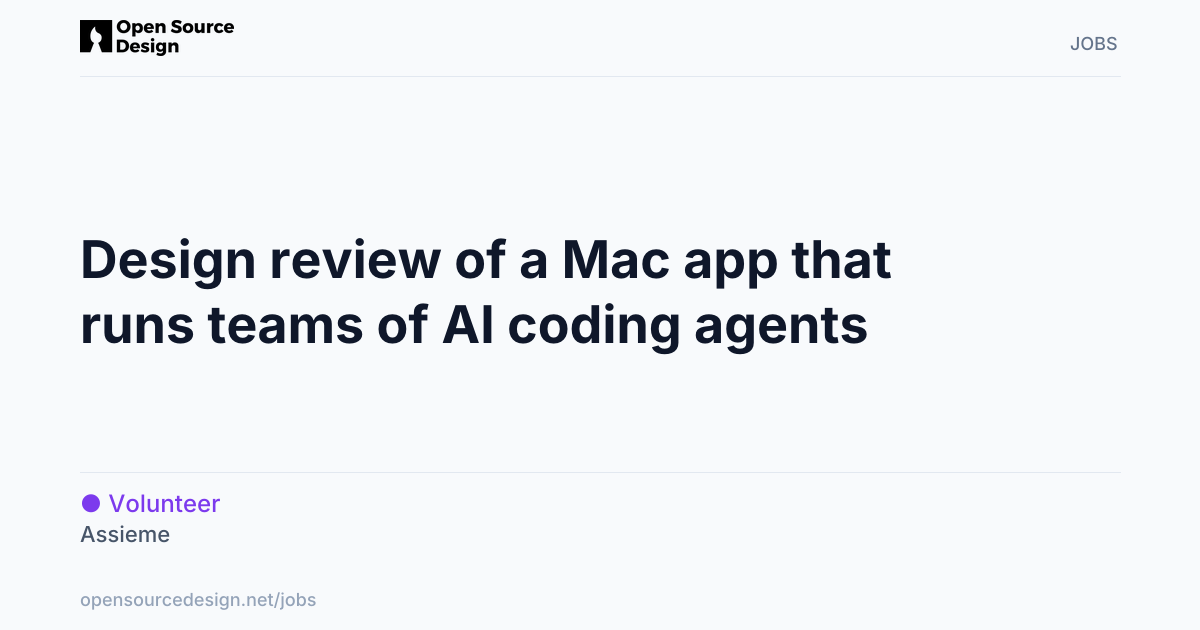 Open Source
Design
JOBS
Design review of a Mac app that
runs teams of AI coding agents
Volunteer
Assieme
opensourcedesign.net/jobs